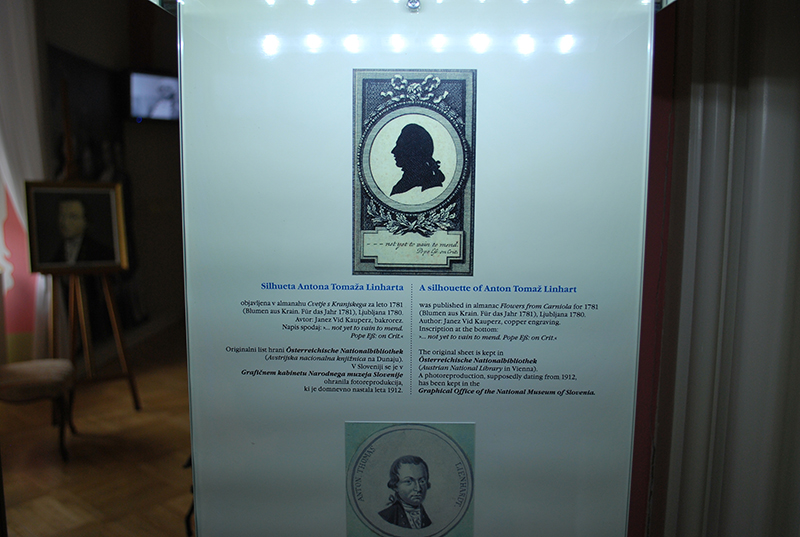 - - - not yet to vain to mend.
Pope Eſſ: on Crit.
Silhueta Antona Tomaža Linharta
objavljena v almanahu Cvetje s Kranjskega za leto 1781
(Blumen aus Krain. Für das Jahr 1781), Ljubljana 1780.
Avtor: Janez Vid Kauperz, bakrorez.
Napis spodaj: »... not yet to vain to mend.
Pope Eſſ: on Crit.«
Originalni list hrani Österreichische Nationalbibliothek
(Avstrijska nacionalna knjižnica na Dunaju).
V Sloveniji se je v
Grafičnem kabinetu Narodnega muzeja Slovenije
ohranila fotoreprodukcija,
ki je domnevno nastala leta 1912.
A silhouette of Anton Tomaž Linhart
was published in almanac Flowers from Carniola for 1781
(Blumen aus Krain. Für das Jahr 1781), Ljubljana 1780.
Author: Janez Vid Kauperz, copper engraving.
Inscription at the bottom:
»... not yet to vain to mend. Pope Eſſ: on Crit.«
The original sheet is kept in
Österreichische Nationalbibliothek
(Austrian National Library in Vienna).
A photoreproduction, supposedly dating from 1912,
has been kept in the
Graphical Office of the National Museum of Slovenia.
ANTON THOMAS LIENHARDT